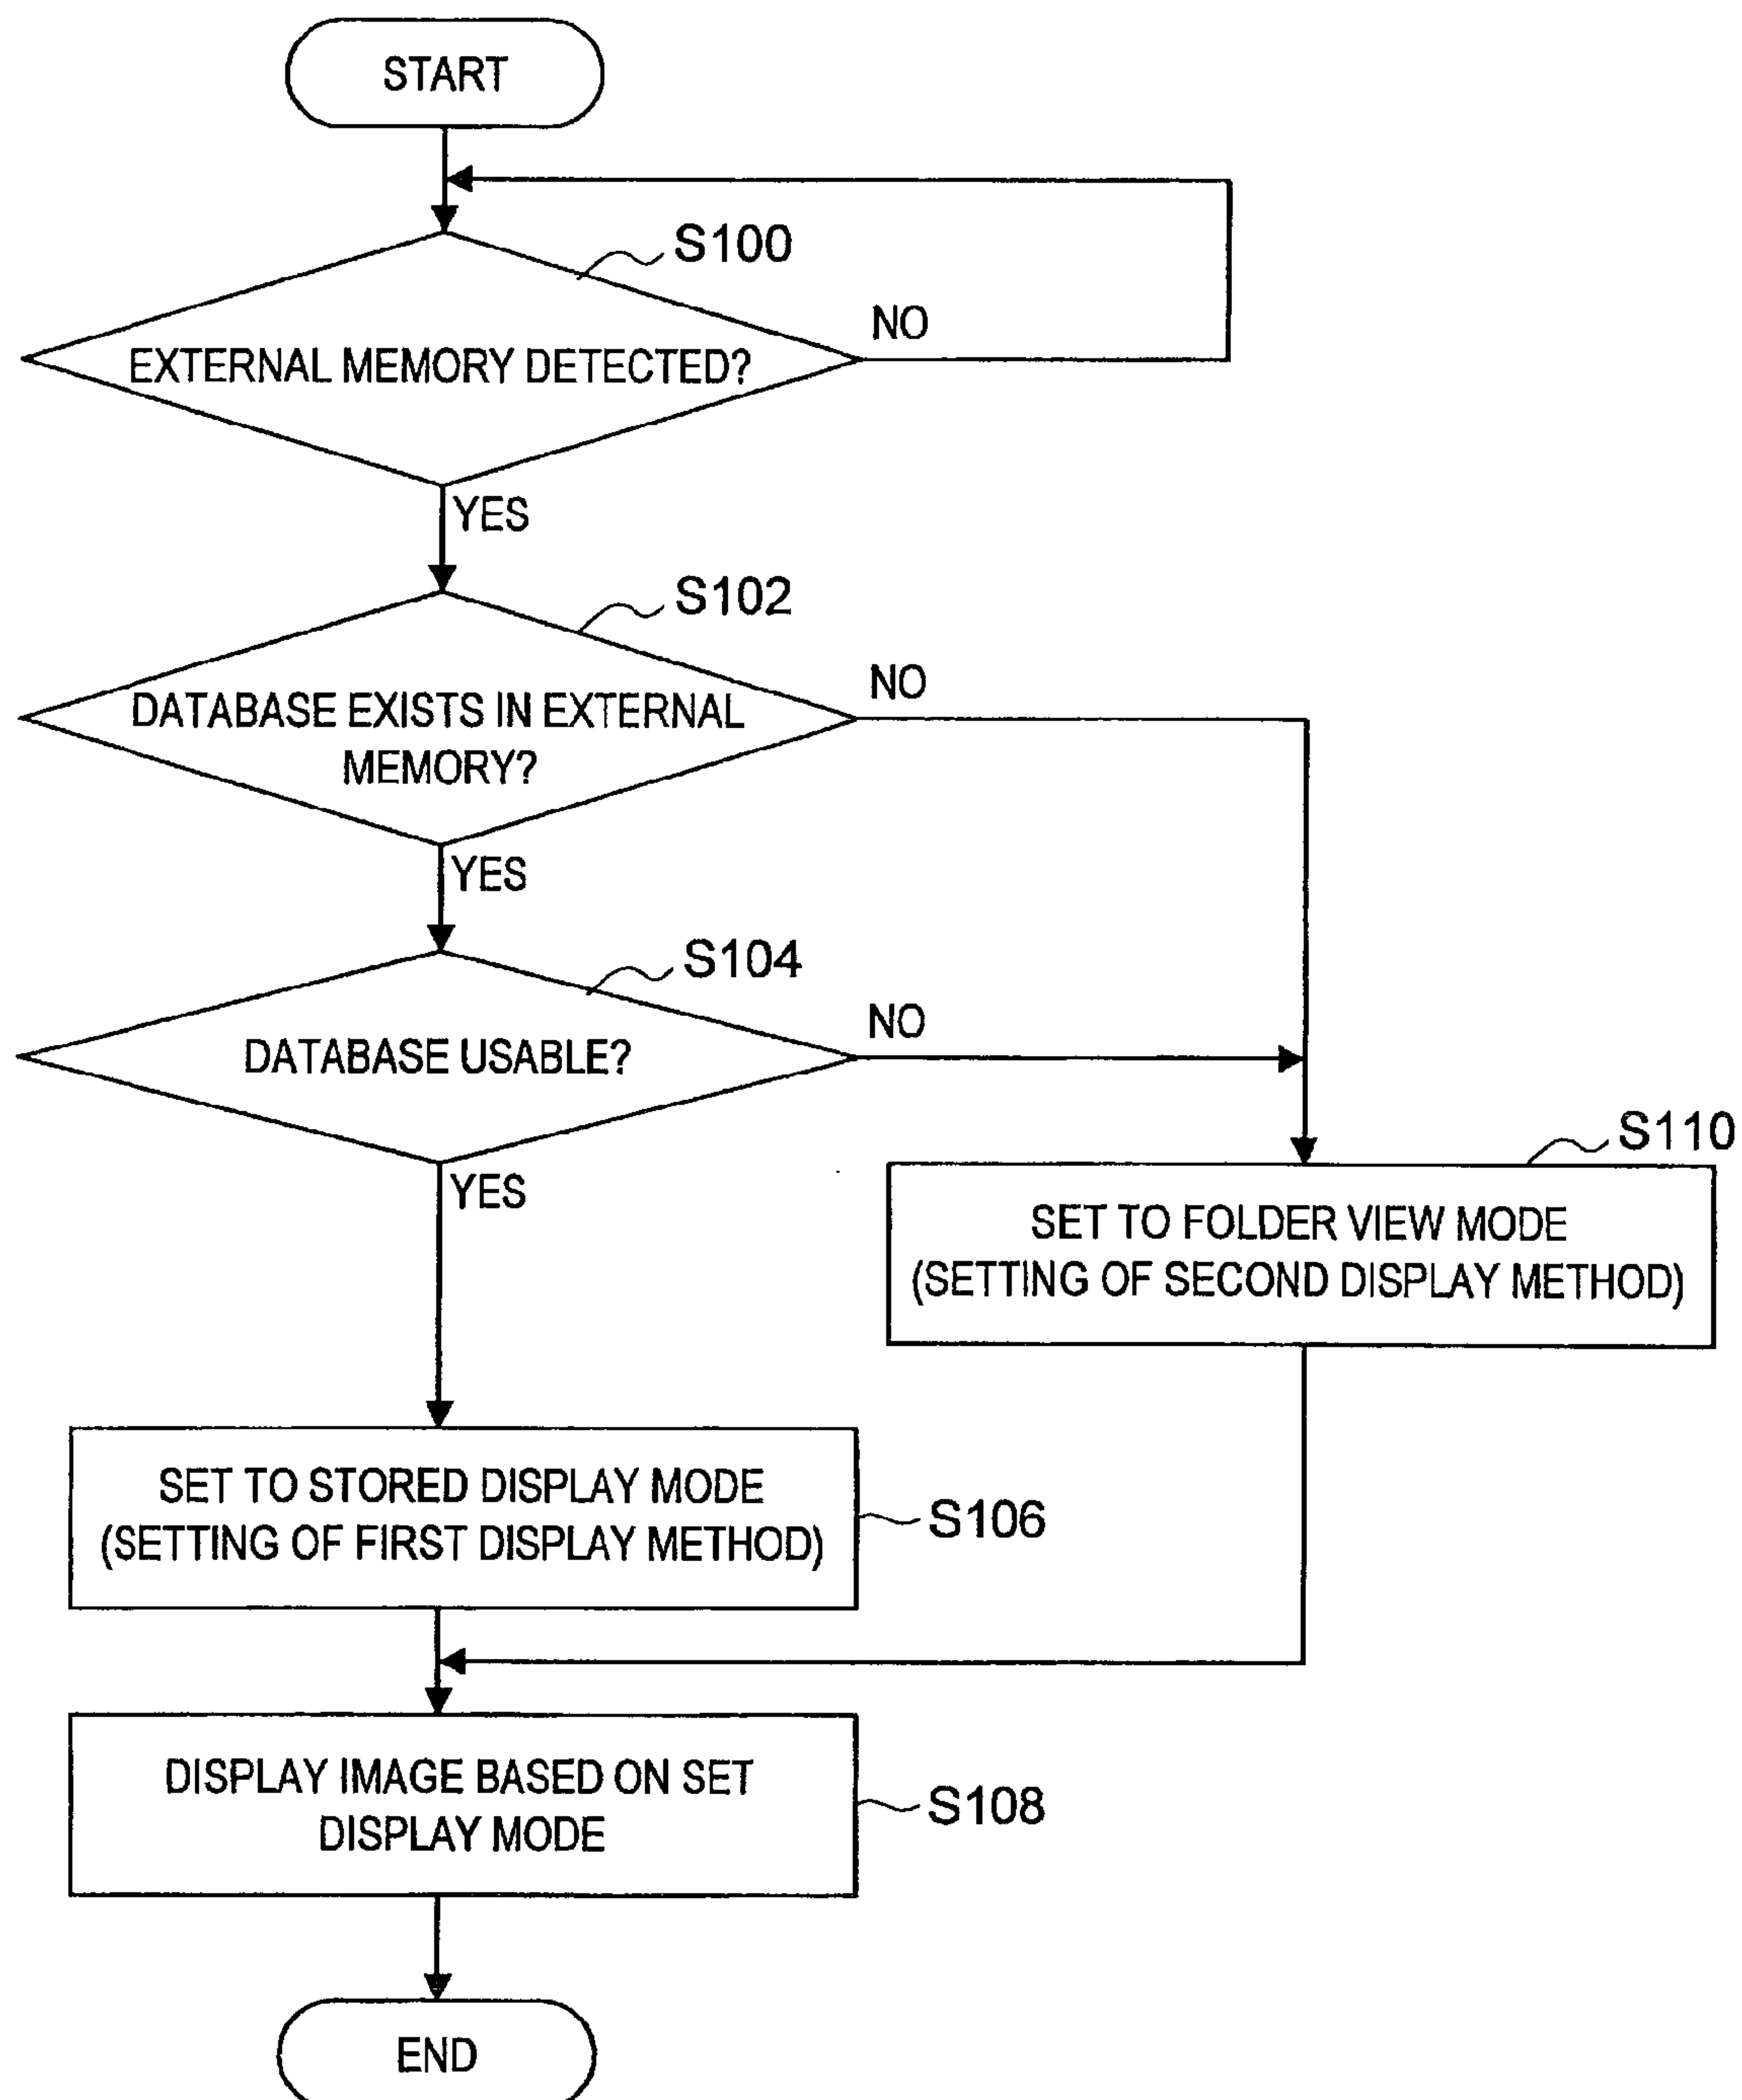 START
S100
NO
EXTERNAL MEMORY DETECTED?
YES
S102
NO
DATABASE EXISTS IN EXTERNAL
MEMORY?
YES
S104
NO
DATABASE USABLE?
YES
S110
SET TO FOLDER VIEW MODE
(SETTING OF SECOND DISPLAY METHOD)
SET TO STORED DISPLAY MODE
(SETTING OF FIRST DISPLAY METHOD)
S106
DISPLAY IMAGE BASED ON SET
DISPLAY MODE
S108
END